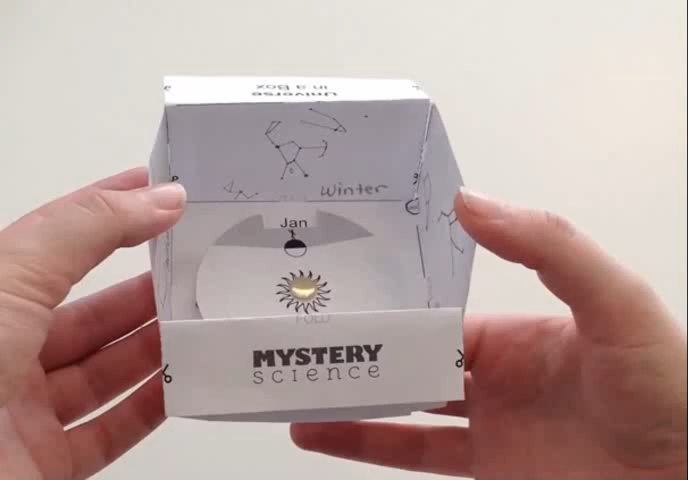 Universe
in a Box
Winter
Jan
FOLD
MYSTERY
science